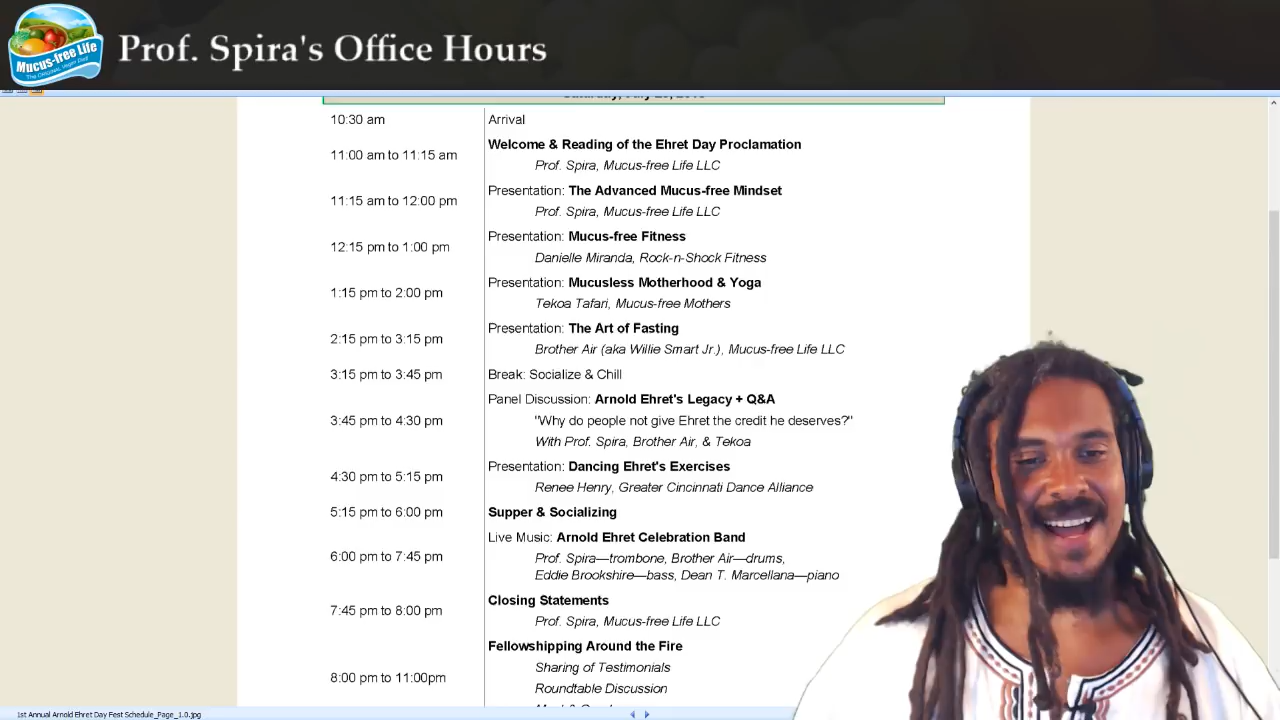 Mucus-free Life
The ORIGINAL Vegan Diet
Prof. Spira's Office Hours
10:30 am
Arrival
11:00 am to 11:15 am
Welcome & Reading of the Ehret Day Proclamation
Prof. Spira, Mucus-free Life LLC
11:15 am to 12:00 pm
Presentation: The Advanced Mucus-free Mindset
Prof. Spira, Mucus-free Life LLC
12:15 pm to 1:00 pm
Presentation: Mucus-free Fitness
Danielle Miranda, Rock-n-Shock Fitness
1:15 pm to 2:00 pm
Presentation: Mucusless Motherhood & Yoga
Tekoa Tafari, Mucus-free Mothers
2:15 pm to 3:15 pm
Presentation: The Art of Fasting
Brother Air (aka Willie Smart Jr.), Mucus-free Life LLC
3:15 pm to 3:45 pm
Break: Socialize & Chill
3:45 pm to 4:30 pm
Panel Discussion: Arnold Ehret's Legacy + Q&A
"Why do people not give Ehret the credit he deserves?"
With Prof. Spira, Brother Air, & Tekoa
4:30 pm to 5:15 pm
Presentation: Dancing Ehret's Exercises
Renee Henry, Greater Cincinnati Dance Alliance
5:15 pm to 6:00 pm
Supper & Socializing
6:00 pm to 7:45 pm
Live Music: Arnold Ehret Celebration Band
Prof. Spira—trombone, Brother Air—drums,
Eddie Brookshire—bass, Dean T. Marcellana—piano
7:45 pm to 8:00 pm
Closing Statements
Prof. Spira, Mucus-free Life LLC
8:00 pm to 11:00pm
Fellowshipping Around the Fire
Sharing of Testimonials
Roundtable Discussion
1st Annual Arnold Ehret Day Fest Schedule_Page_1.0.jpg